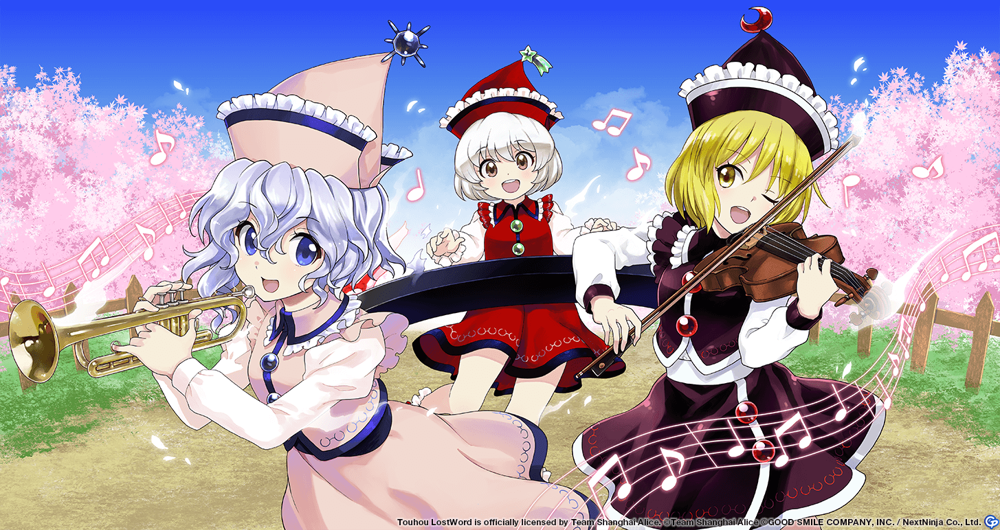 Touhou LostWord is officially licensed by Team Shanghai Alice. ©Team Shanghai Alice ©GOOD SMILE COMPANY, INC. / NextNinja Co., Ltd.